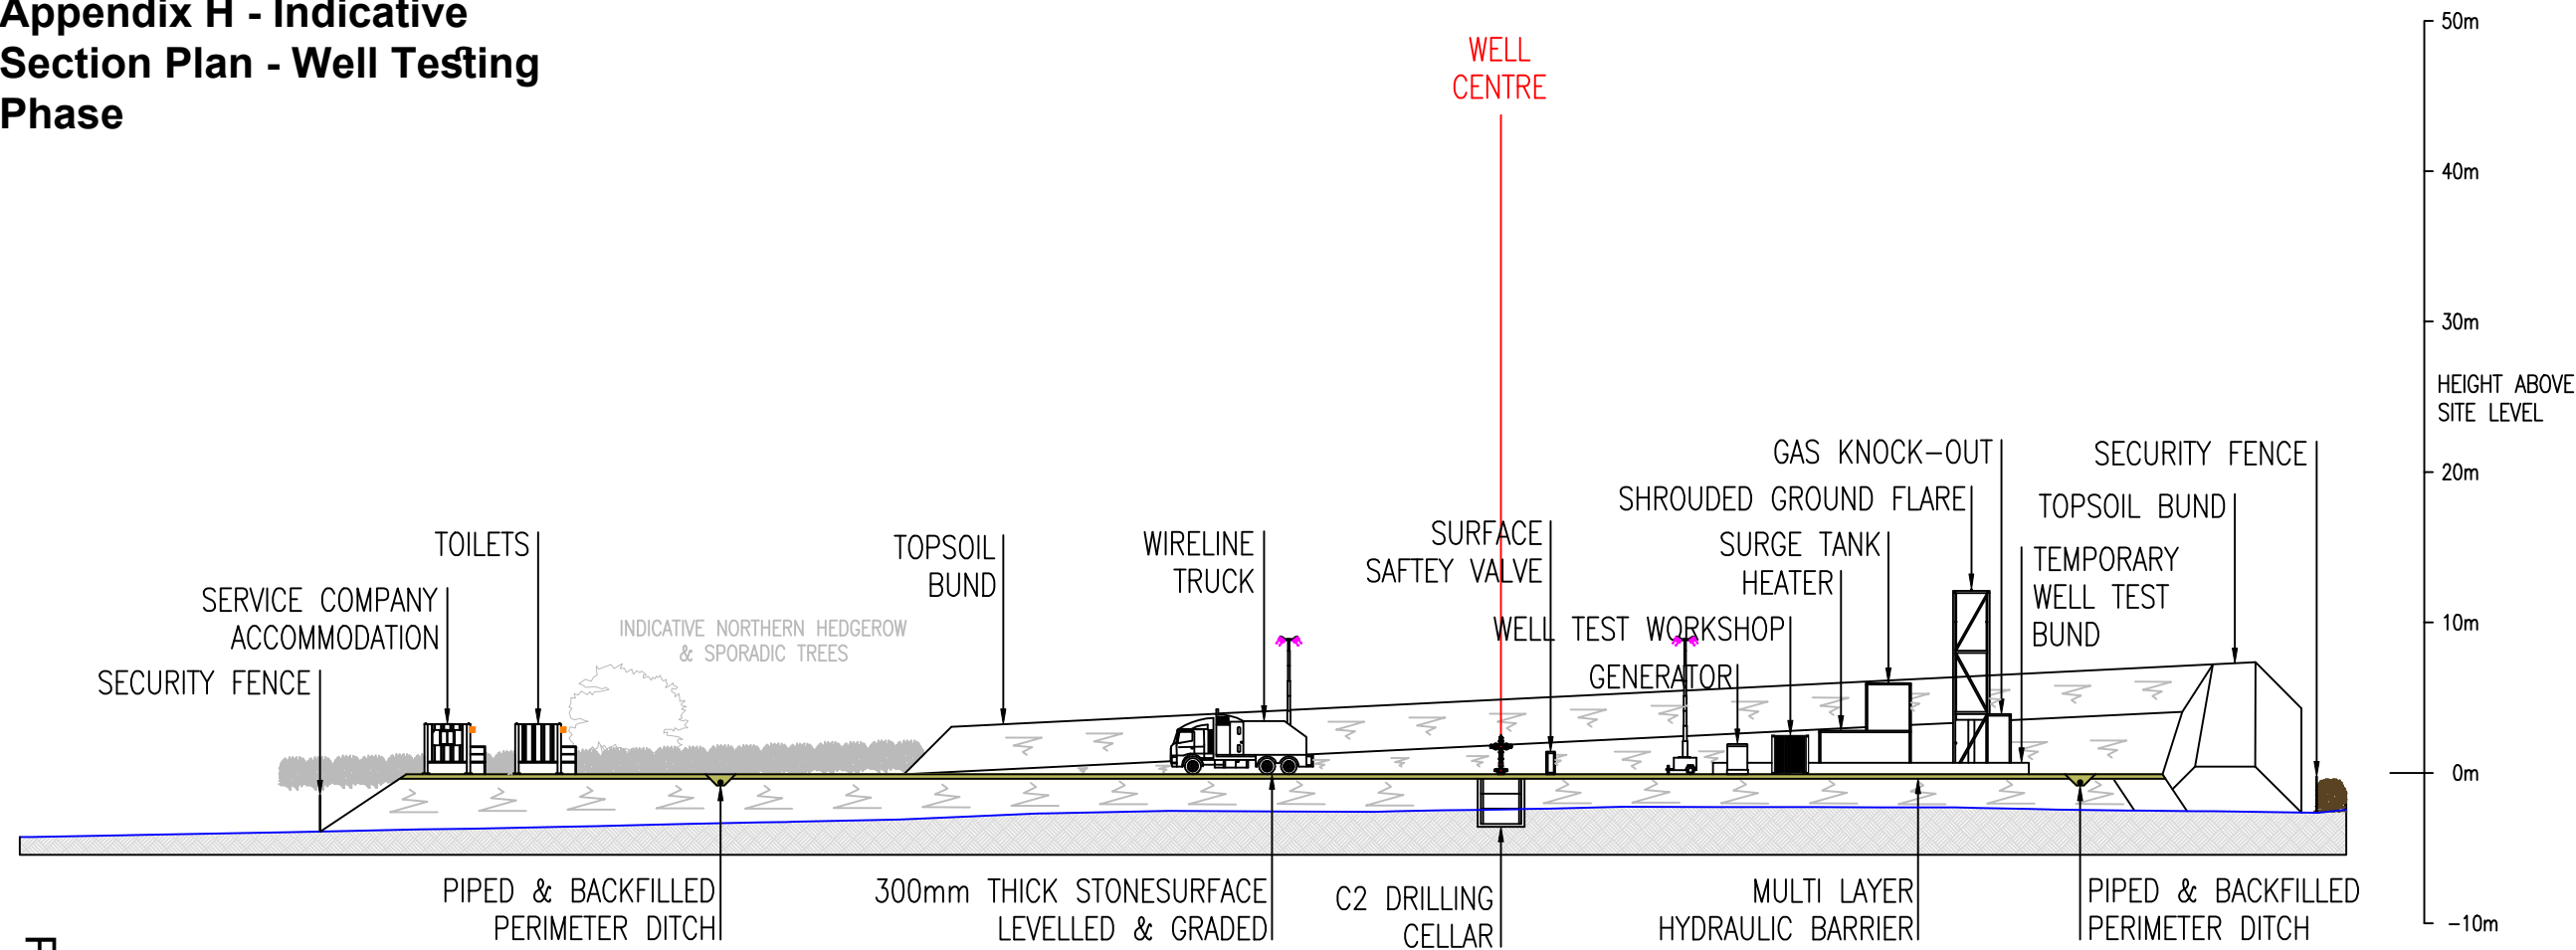 Appendix H - Indicative
Section Plan - Well Testing
Phase
WELL
CENTRE
50m
40m
30m
HEIGHT ABOVE
SITE LEVEL
20m
10m
0m
-10m
GAS KNOCK-OUT
SECURITY FENCE
SHROUDED GROUND FLARE
TOPSOIL BUND
SURFACE
SAFTEY VALVE
SURGE TANK
HEATER
TEMPORARY
WELL TEST
BUND
TOILETS
TOPSOIL
BUND
WIRELINE
TRUCK
SERVICE COMPANY
ACCOMMODATION
INDICATIVE NORTHERN HEDGEROW
& SPORADIC TREES
WELL TEST WORKSHOP
GENERATOR
SECURITY FENCE
PIPED & BACKFILLED
PERIMETER DITCH
300mm THICK STONESURFACE
LEVELLED & GRADED
C2 DRILLING
CELLAR
MULTI LAYER
HYDRAULIC BARRIER
PIPED & BACKFILLED
PERIMETER DITCH